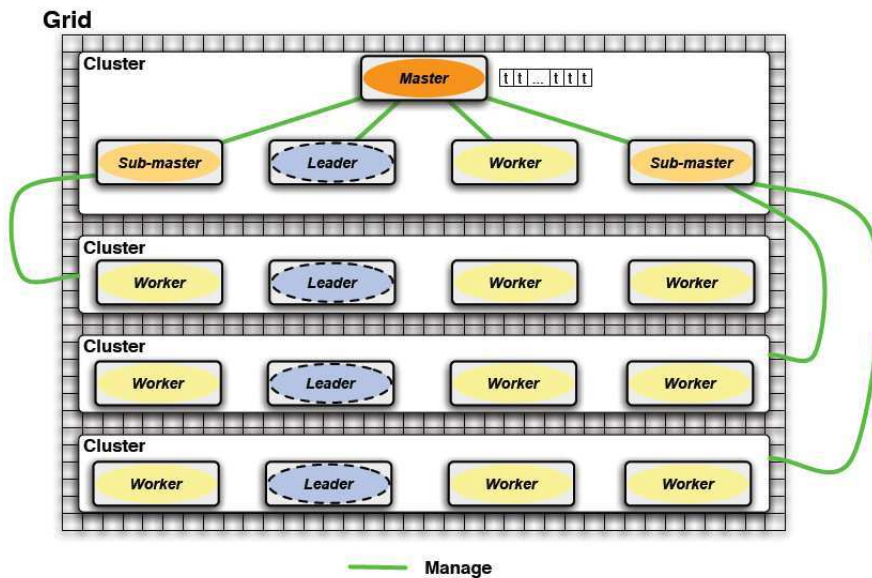 Grid
Cluster
Master
t t ... t t t
Sub-master Leader Worker Sub-master
Cluster
Worker Leader Worker Worker
Cluster
Worker Leader Worker Worker
Cluster
Worker Leader Worker Worker
Manage